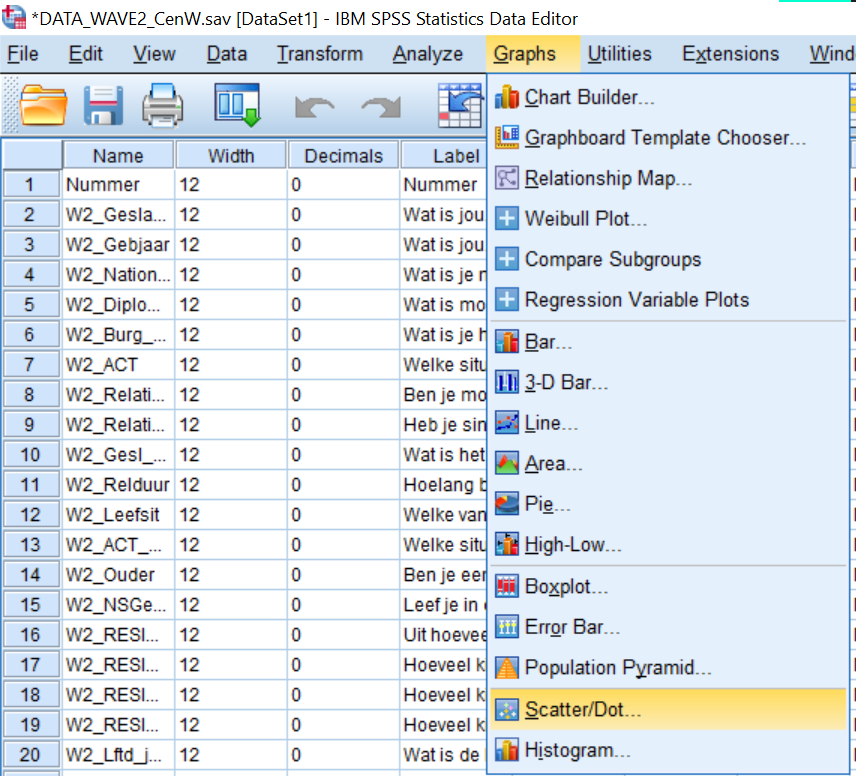 *DATA_WAVE2_CenW.sav [DataSet1] - IBM SPSS Statistics Data Editor
File Edit View Data Transform Analyze Graphs Utilities Extensions Wind
Name Width Decimals Label
1 Nummer 12 0 Nummer
2 W2_Gesla... 12 0 Wat is jou
3 W2_Gebjaar 12 0 Wat is jou
4 W2_Nation... 12 0 Wat is je n
5 W2_Diplo... 12 0 Wat is mo
6 W2_Burg_... 12 0 Wat is je h
7 W2_ACT 12 0 Welke situ
8 W2_Relati... 12 0 Ben je mo
9 W2_Relati... 12 0 Heb je sin
10 W2_Gesl_... 12 0 Wat is het
11 W2_Relduur 12 0 Hoelang b
12 W2_Leefsit 12 0 Welke van
13 W2_ACT_... 12 0 Welke situ
14 W2_Ouder 12 0 Ben je eer
15 W2_NSGe... 12 0 Leef je in
16 W2_RESI... 12 0 Uit hoevee
17 W2_RESI... 12 0 Hoeveel k
18 W2_RESI... 12 0 Hoeveel k
19 W2_RESI... 12 0 Hoeveel k
20 W2_Lftd_j... 12 0 Wat is de
Chart Builder...
Graphboard Template Chooser...
Relationship Map...
Weibull Plot...
Compare Subgroups
Regression Variable Plots
Bar...
3-D Bar...
Line...
Area...
Pie...
High-Low...
Boxplot...
Error Bar...
Population Pyramid...
Scatter/Dot...
Histogram...